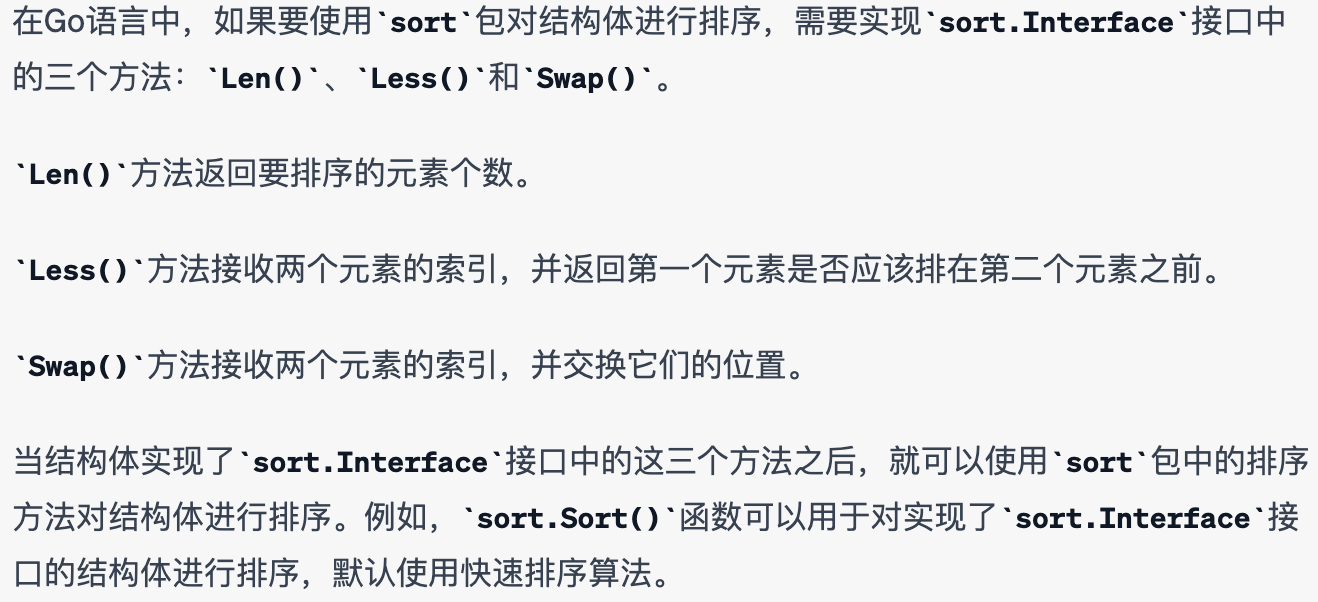 在Go语言中，如果要使用`sort`包对结构体进行排序，需要实现`sort.Interface`接口中
的三个方法：`Len()`、`Less()`和`Swap()`。
`Len()`方法返回要排序的元素个数。
`Less()`方法接收两个元素的索引，并返回第一个元素是否应该排在第二个元素之前。
`Swap()`方法接收两个元素的索引，并交换它们的位置。
当结构体实现了`sort.Interface`接口中的这三个方法之后，就可以使用`sort`包中的排序
方法对结构体进行排序。例如，`sort.Sort()`函数可以用于对实现了`sort.Interface`接
口的结构体进行排序，默认使用快速排序算法。